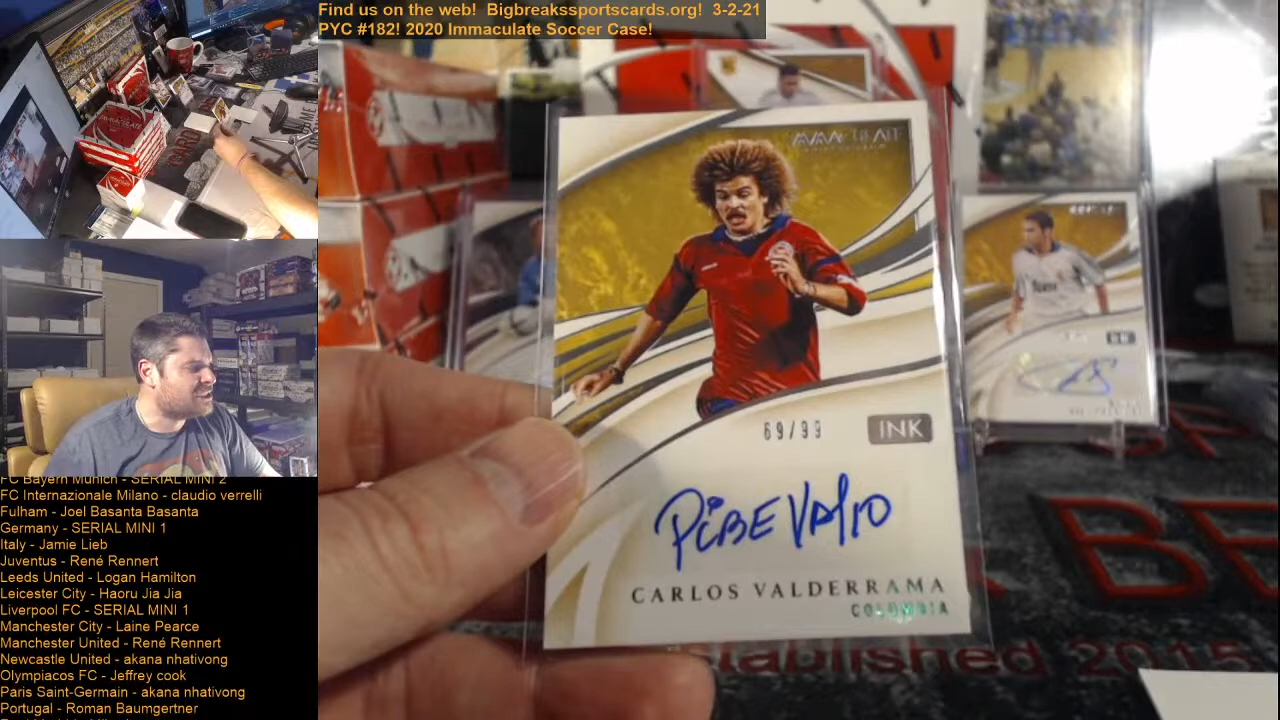 Find us on the web! Bigbreakssportscards.org! 3-2-21
PYC #182! 2020 Immaculate Soccer Case!
69/99
INK
PiBE VAlio
CARLOS VALDERRAMA
COLOMBIA
FC Bayern Munich - SERIAL MINI 2
FC Internazionale Milano - claudio verrelli
Fulham - Joel Basanta Basanta
Germany - SERIAL MINI 1
Italy - Jamie Lieb
Juventus - René Rennert
Leeds United - Logan Hamilton
Leicester City - Haoru Jia Jia
Liverpool FC - SERIAL MINI 1
Manchester City - Laine Pearce
Manchester United - René Rennert
Newcastle United - akana nhativong
Olympiacos FC - Jeffrey cook
Paris Saint-Germain - akana nhativong
Portugal - Roman Baumgertner
tablished 2015